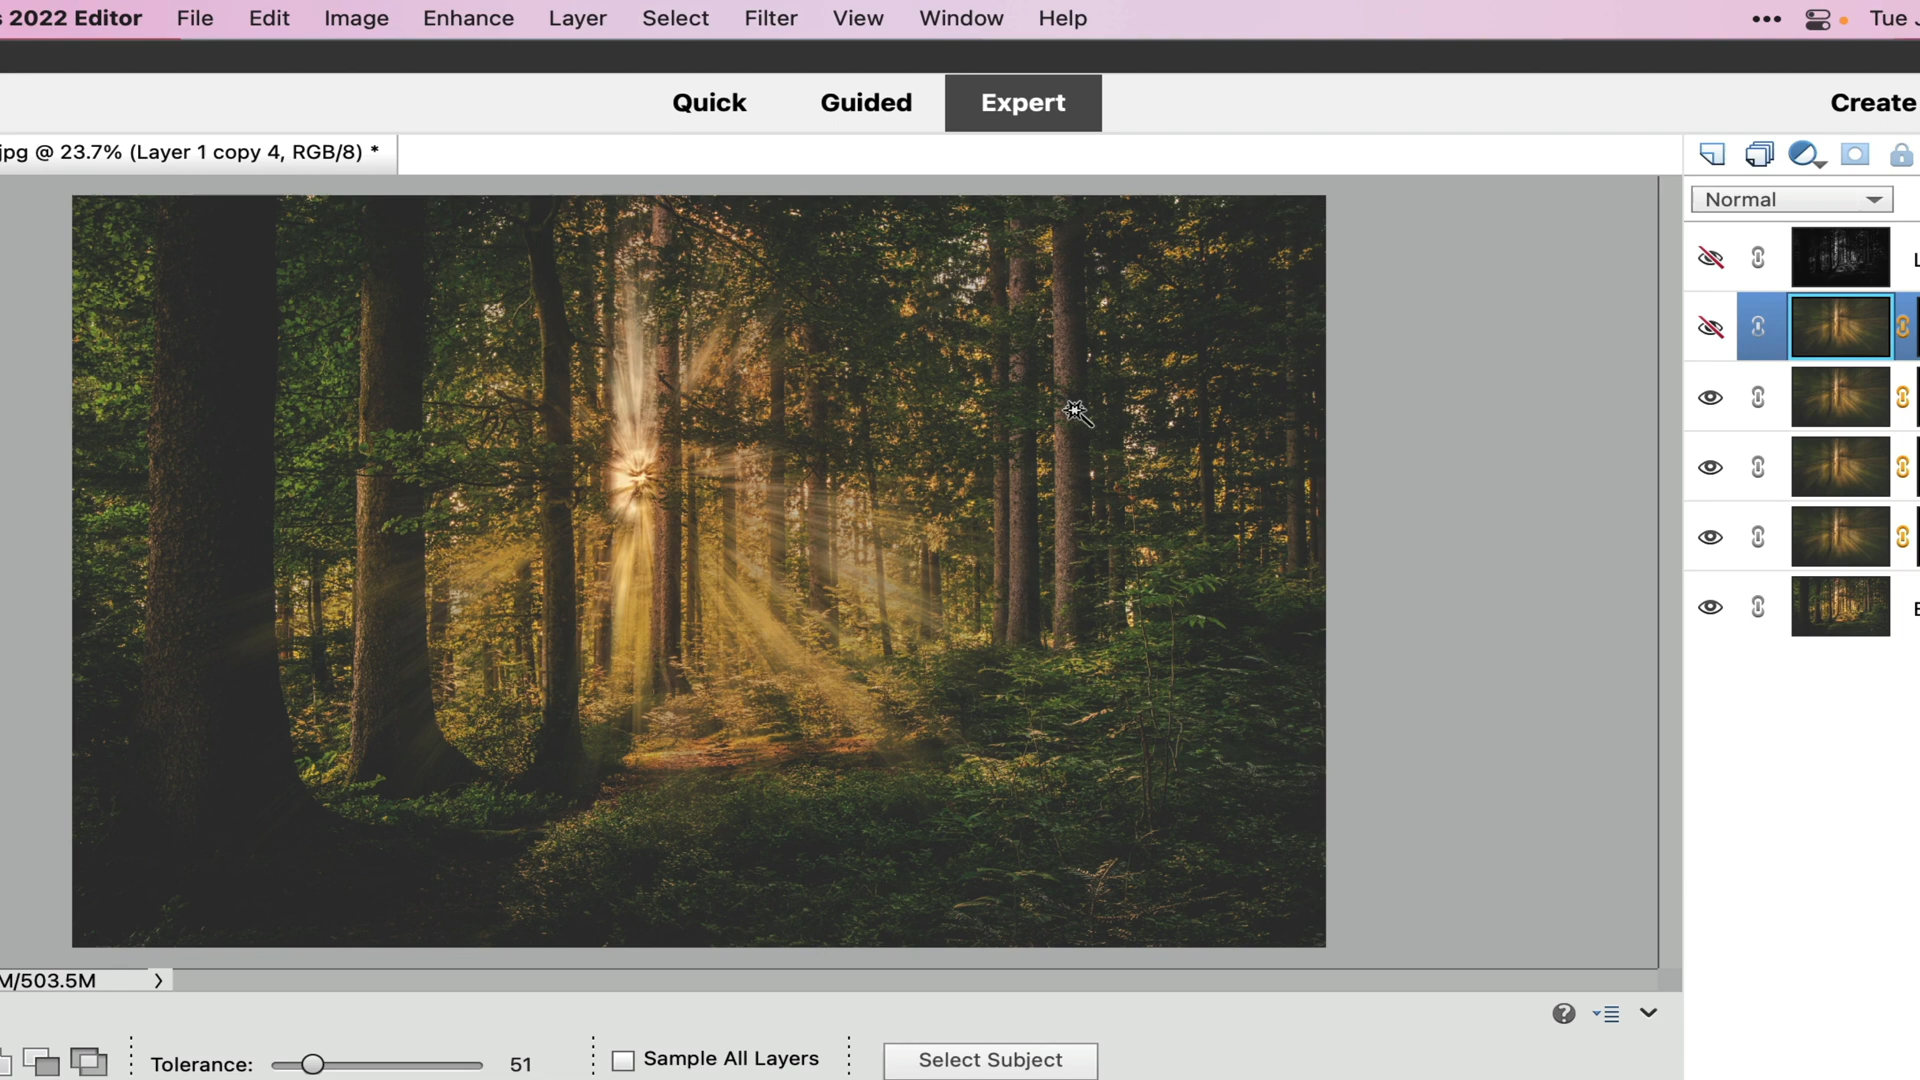 2022 Editor File Edit Image Enhance Layer Select Filter View Window Help Tue
Quick Guided Expert Create
jpg @ 23.7% (Layer 1 copy 4, RGB/8) *
Normal
M/503.5M
Tolerance: 51 Sample All Layers Select Subject